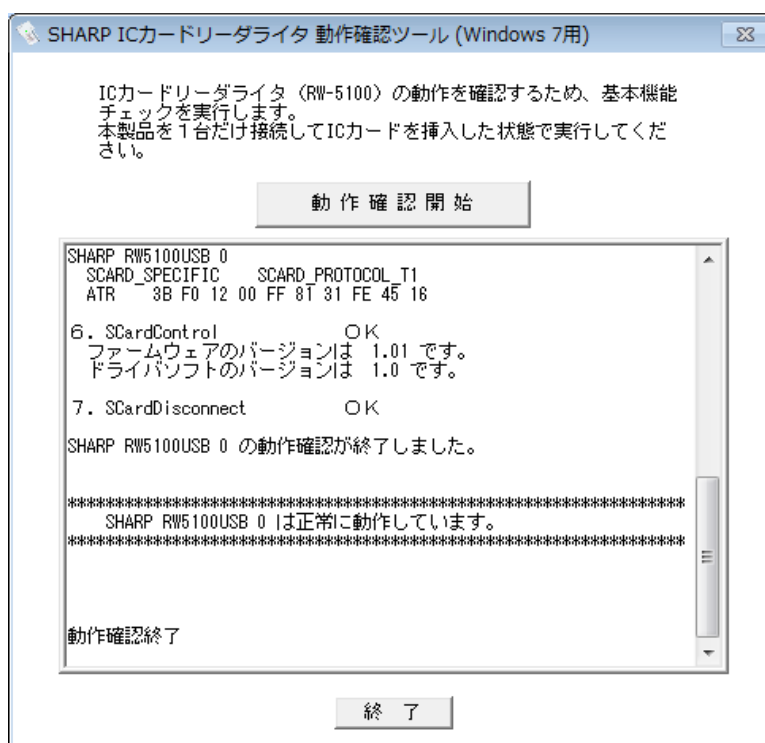 SHARP ICカードリーダライタ 動作確認ツール (Windows 7用)
ICカードリーダライタ（RW-5100）の動作を確認するため、基本機能
チェックを実行します。
本製品を１台だけ接続してICカードを挿入した状態で実行してくだ
さい。
動 作 確 認 開 始
SHARP RW5100USB 0
SCARD_SPECIFIC SCARD_PROTOCOL_T1
ATR 3B F0 12 00 FF 81 31 FE 45 16
６. SCardControl ＯＫ
ファームウェアのバージョンは 1.01 です。
ドライバソフトのバージョンは 1.0 です。
７. SCardDisconnect ＯＫ
SHARP RW5100USB 0 の動作確認が終了しました。
*****************************************************************
SHARP RW5100USB 0 は正常に動作しています。
*****************************************************************
動作確認終了
終 了